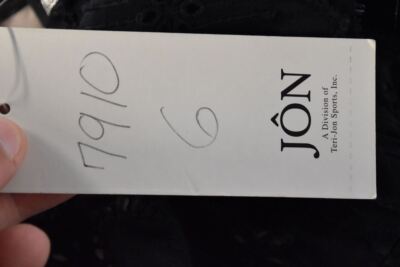 7910
6
JÔN
A Division of
Teri-Jon Sports, Inc.